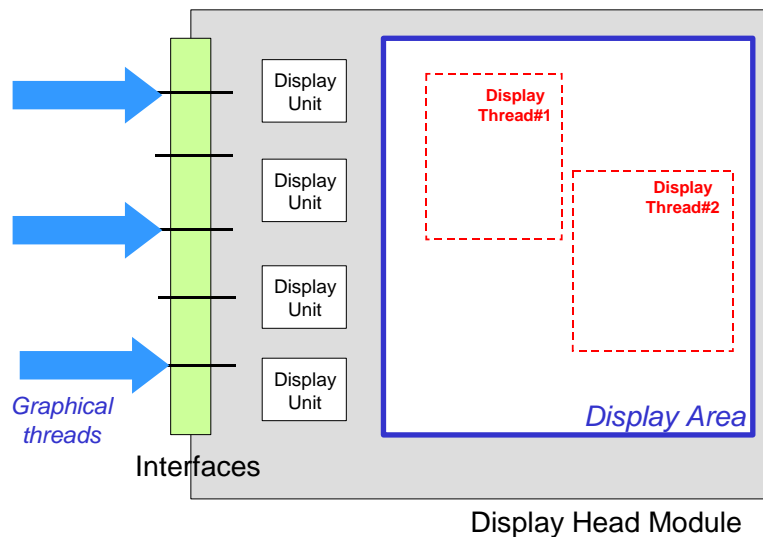 Display
Unit
Display
Unit
Display
Unit
Display
Unit
Display
Thread#1
Display
Thread#2
Display Area
Graphical
threads
Interfaces
Display Head Module